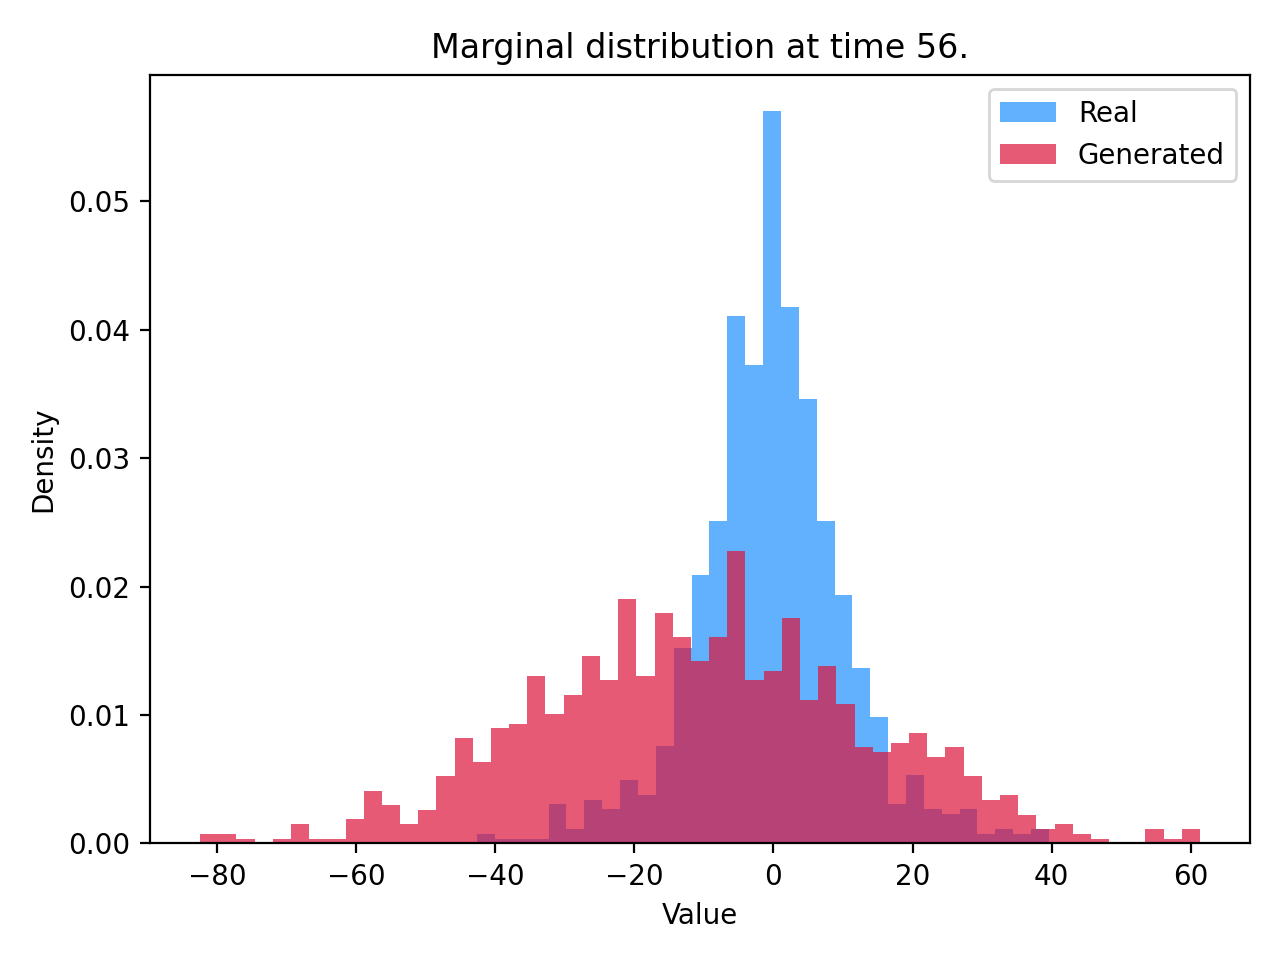 Marginal distribution at time 56.
Real
Generated
0.05
0.04
0.03
0.02
0.01
0.00
Density
−80 −60 −40 −20 0 20 40 60
Value